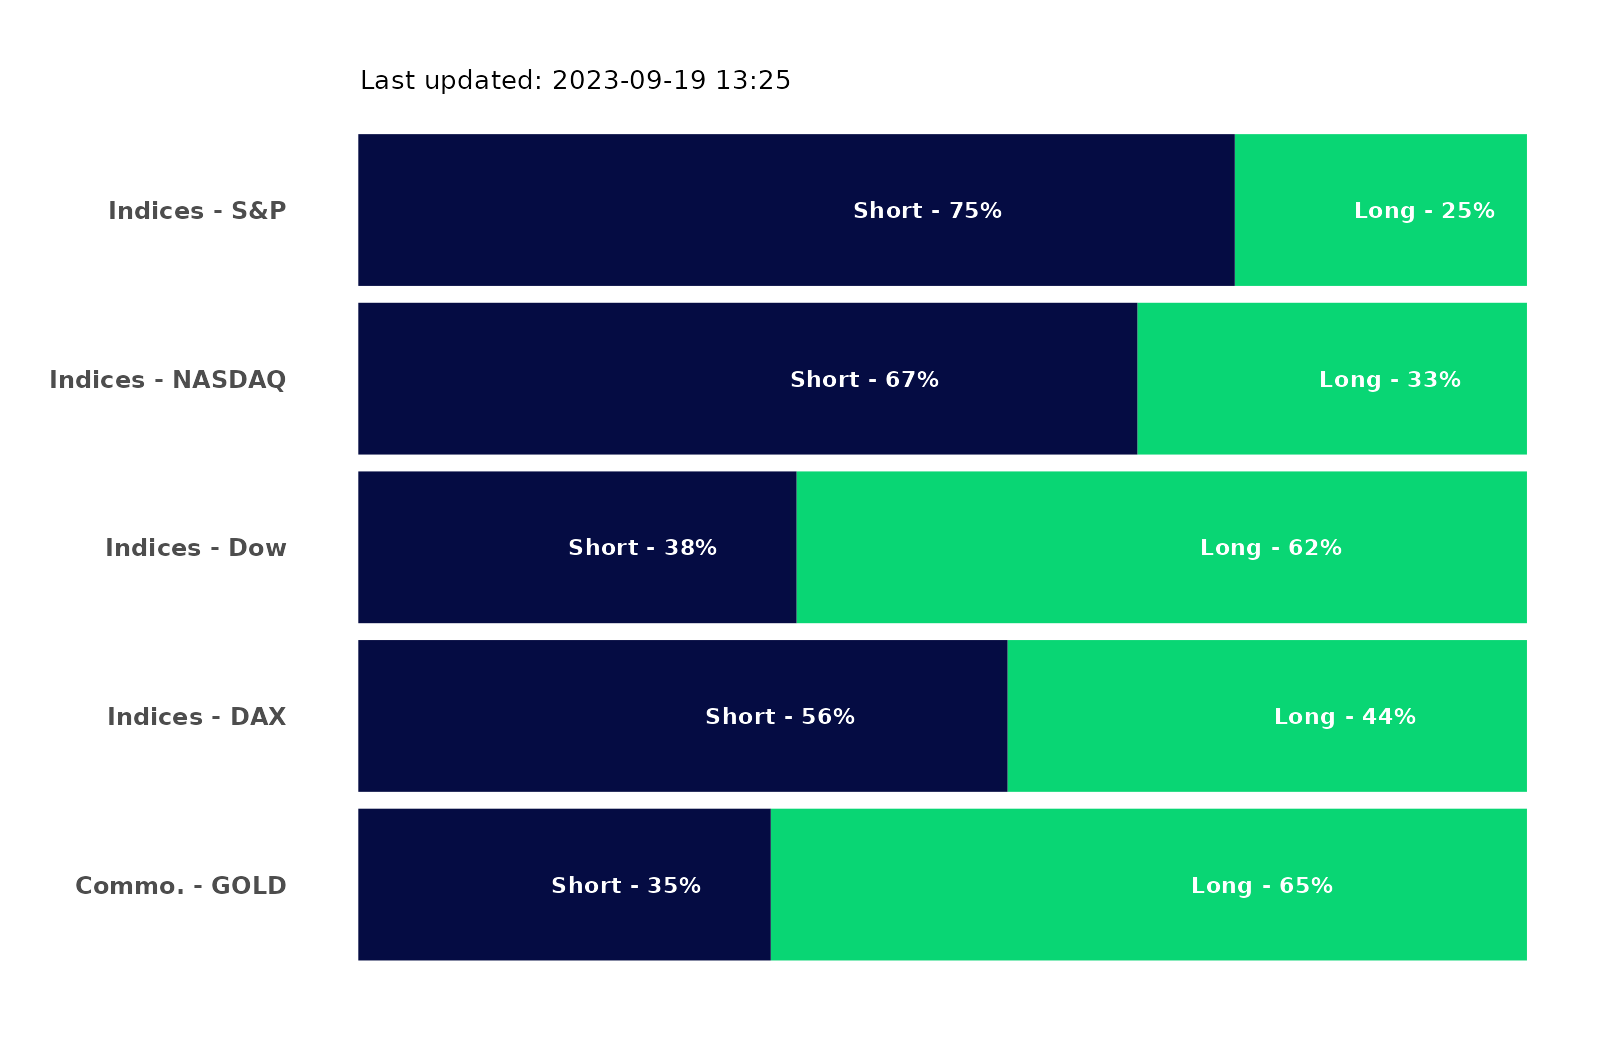 Last updated: 2023-09-19 13:25
Indices - S&P Short - 75% Long - 25%
Indices - NASDAQ Short - 67% Long - 33%
Indices - Dow Short - 38% Long - 62%
Indices - DAX Short - 56% Long - 44%
Commo. - GOLD Short - 35% Long - 65%